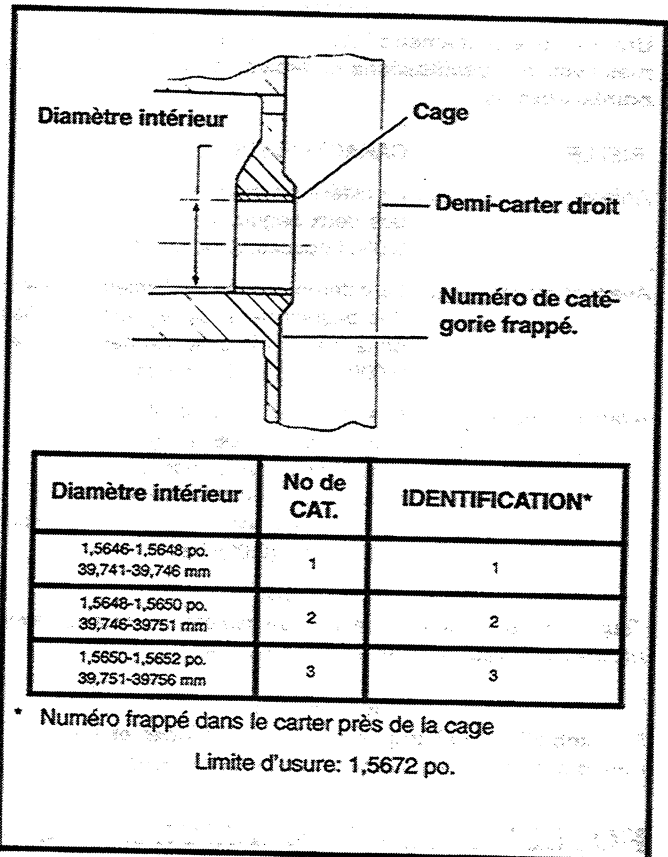 Diamètre intérieur
Cage
Demi-carter droit
Numéro de caté-
gorie frappé.
Diamètre intérieur
No de
CAT.
IDENTIFICATION*
1,5646-1,5648 po.
39,741-39,746 mm
1
1
1,5648-1,5650 po.
39,746-39751 mm
2
2
1,5650-1,5652 po.
39,751-39756 mm
3
3
* Numéro frappé dans le carter près de la cage
Limite d'usure: 1,5672 po.